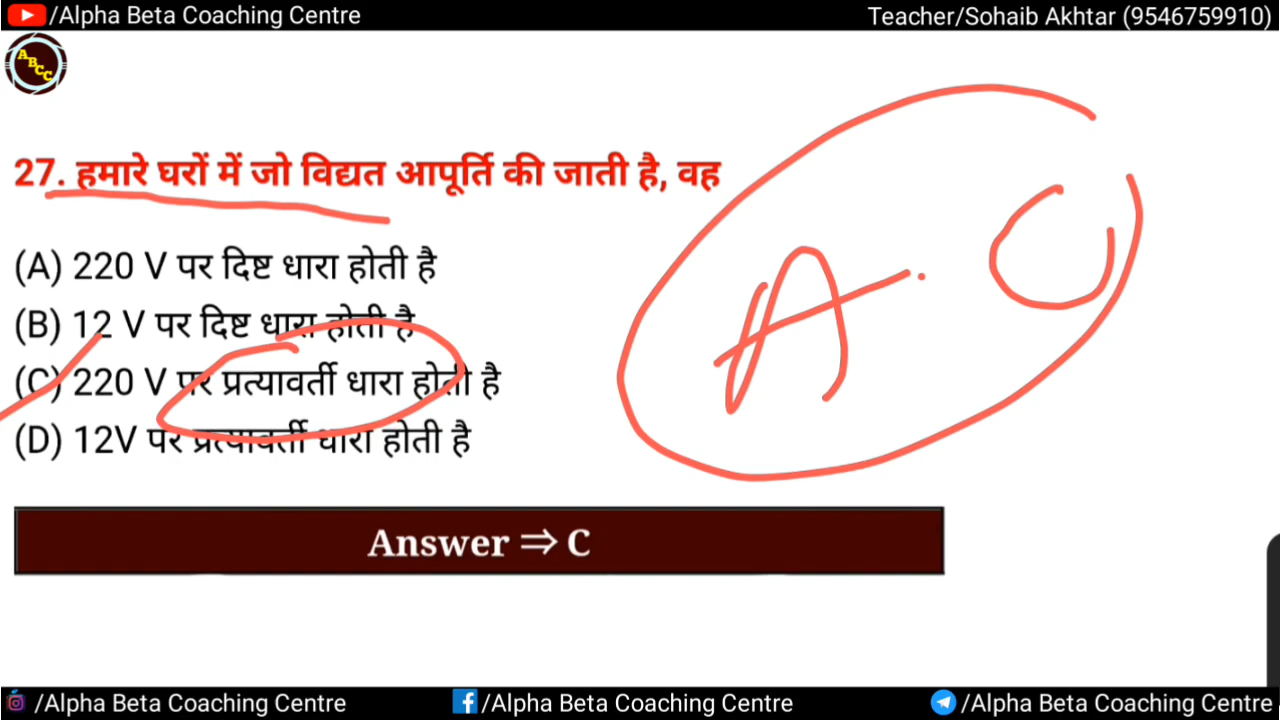 /Alpha Beta Coaching Centre
Teacher/Sohaib Akhtar (9546759910)
ABCC
27. हमारे घरों में जो विद्यत आपूर्ति की जाती है, वह
(A) 220 V पर दिष्ट धारा होती है
(B) 12 V पर दिष्ट धारा होती है
(C) 220 V पर प्रत्यावर्ती धारा होती है
(D) 12V पर प्रत्यावर्ती धारा होती है
A.C
Answer ⇒ C
/Alpha Beta Coaching Centre
/Alpha Beta Coaching Centre
/Alpha Beta Coaching Centre